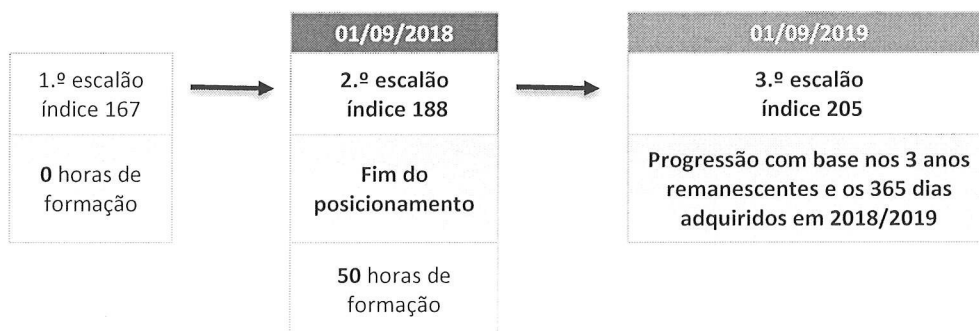 1.º escalão
índice 167
0 horas de
formação
01/09/2018
2.º escalão
índice 188
Fim do
posicionamento
50 horas de
formação
01/09/2019
3.º escalão
índice 205
Progressão com base nos 3 anos
remanescentes e os 365 dias
adquiridos em 2018/2019